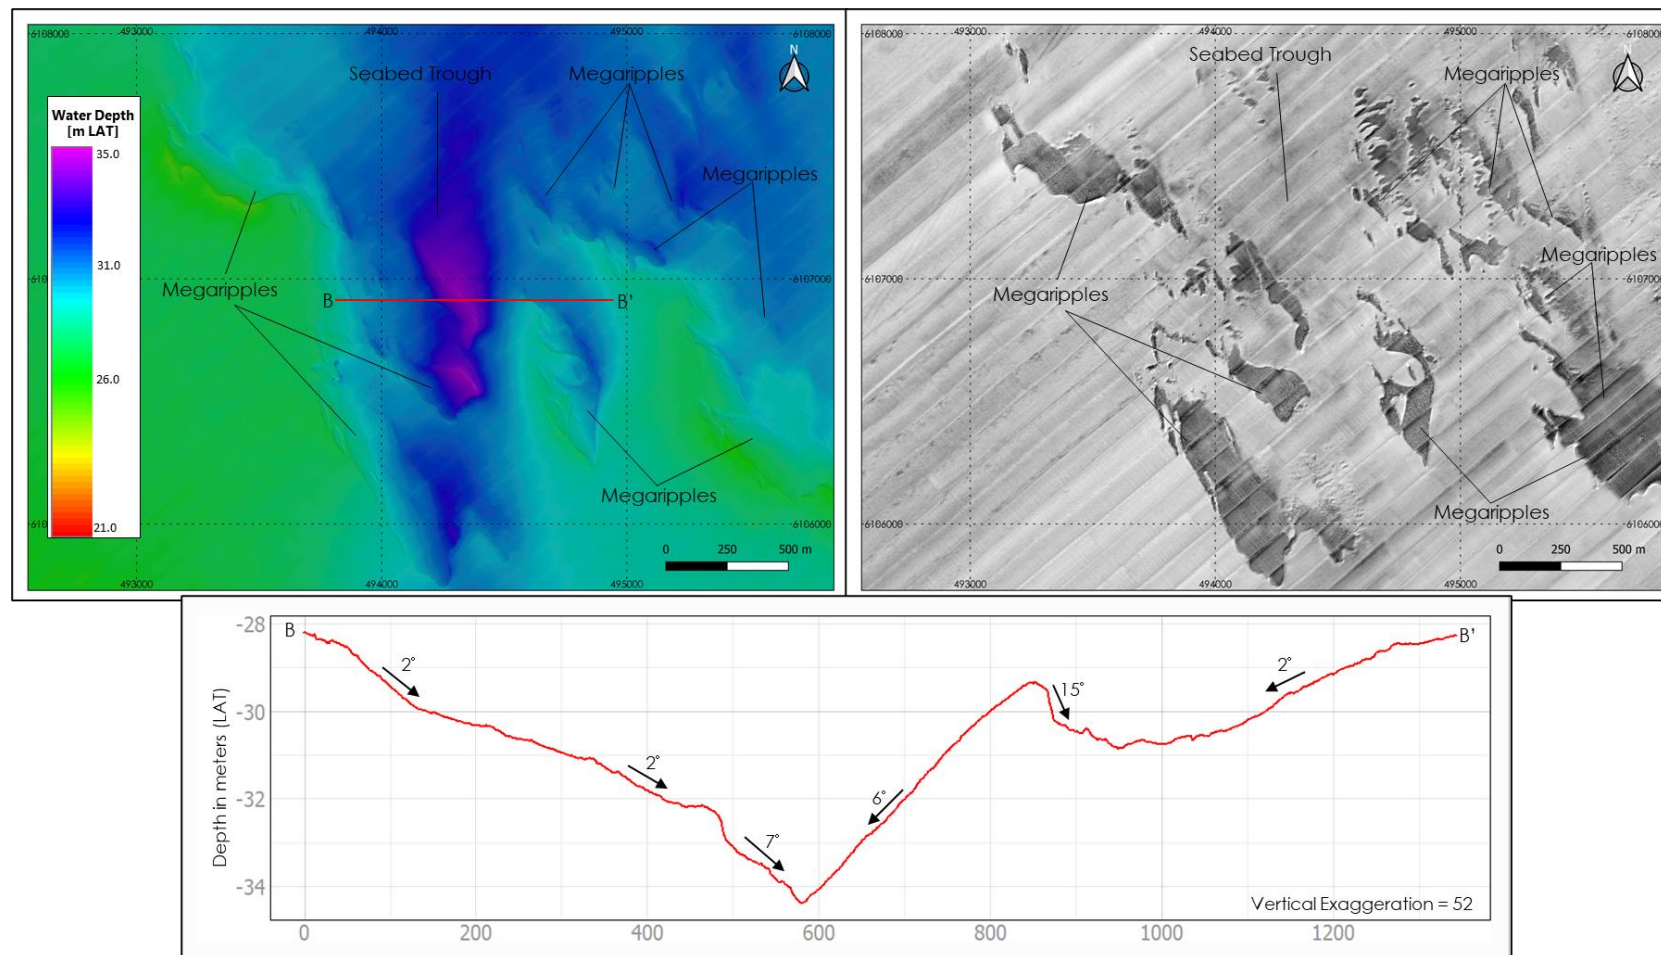 493000
494000
495000
6108000
6108000
N
Seabed Trough
Megaripples
Water Depth
[m LAT]
35.0
31.0
26.0
21.0
Megaripples
Megaripples
B
B'
6107000
Megaripples
6106000
0 250 500 m
493000
494000
495000
493000
494000
495000
6108000
6108000
N
Seabed Trough
Megaripples
6107000
6107000
Megaripples
Megaripples
Megaripples
6106000
6106000
0 250 500 m
493000
494000
495000
B
B'
-28
-30
-32
-34
Depth in meters (LAT)
2°
2°
7°
6°
15°
2°
Vertical Exaggeration = 52
0 200 400 600 800 1000 1200